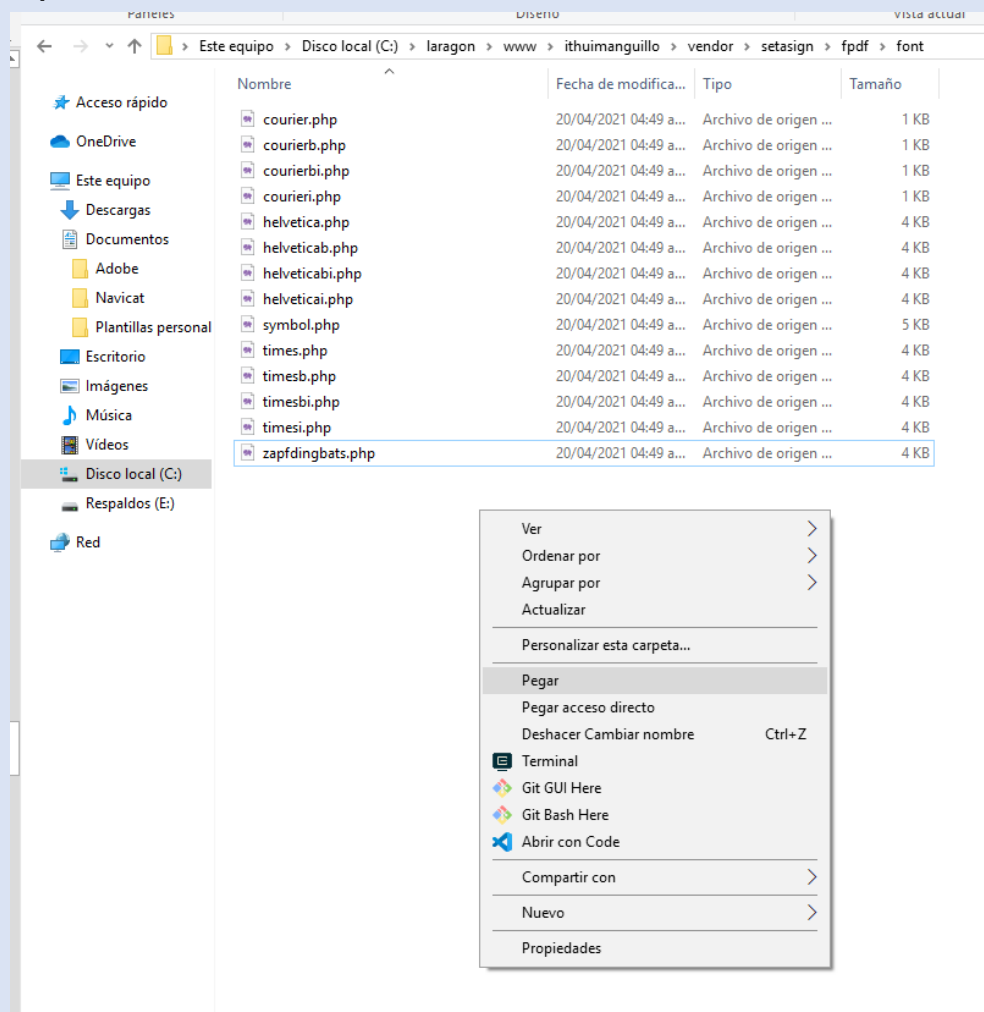 Paneles Diseño Vista actual
Este equipo > Disco local (C:) > laragon > www > ithuimanguillo > vendor > setasign > fpdf > font
Nombre Fecha de modifica... Tipo Tamaño
Acceso rápido
OneDrive
Este equipo
Descargas
Documentos
Adobe
Navicat
Plantillas personal
Escritorio
Imágenes
Música
Vídeos
Disco local (C:)
Respaldos (E:)
Red
courier.php 20/04/2021 04:49 a... Archivo de origen ... 1 KB
courierb.php 20/04/2021 04:49 a... Archivo de origen ... 1 KB
courierbi.php 20/04/2021 04:49 a... Archivo de origen ... 1 KB
courieri.php 20/04/2021 04:49 a... Archivo de origen ... 1 KB
helvetica.php 20/04/2021 04:49 a... Archivo de origen ... 4 KB
helveticab.php 20/04/2021 04:49 a... Archivo de origen ... 4 KB
helveticabi.php 20/04/2021 04:49 a... Archivo de origen ... 4 KB
helveticai.php 20/04/2021 04:49 a... Archivo de origen ... 4 KB
symbol.php 20/04/2021 04:49 a... Archivo de origen ... 5 KB
times.php 20/04/2021 04:49 a... Archivo de origen ... 4 KB
timesb.php 20/04/2021 04:49 a... Archivo de origen ... 4 KB
timesbi.php 20/04/2021 04:49 a... Archivo de origen ... 4 KB
timesi.php 20/04/2021 04:49 a... Archivo de origen ... 4 KB
zapfdingbats.php 20/04/2021 04:49 a... Archivo de origen ... 4 KB
Ver
Ordenar por
Agrupar por
Actualizar
Personalizar esta carpeta...
Pegar
Pegar acceso directo
Deshacer Cambiar nombre Ctrl+Z
Terminal
Git GUI Here
Git Bash Here
Abrir con Code
Compartir con
Nuevo
Propiedades